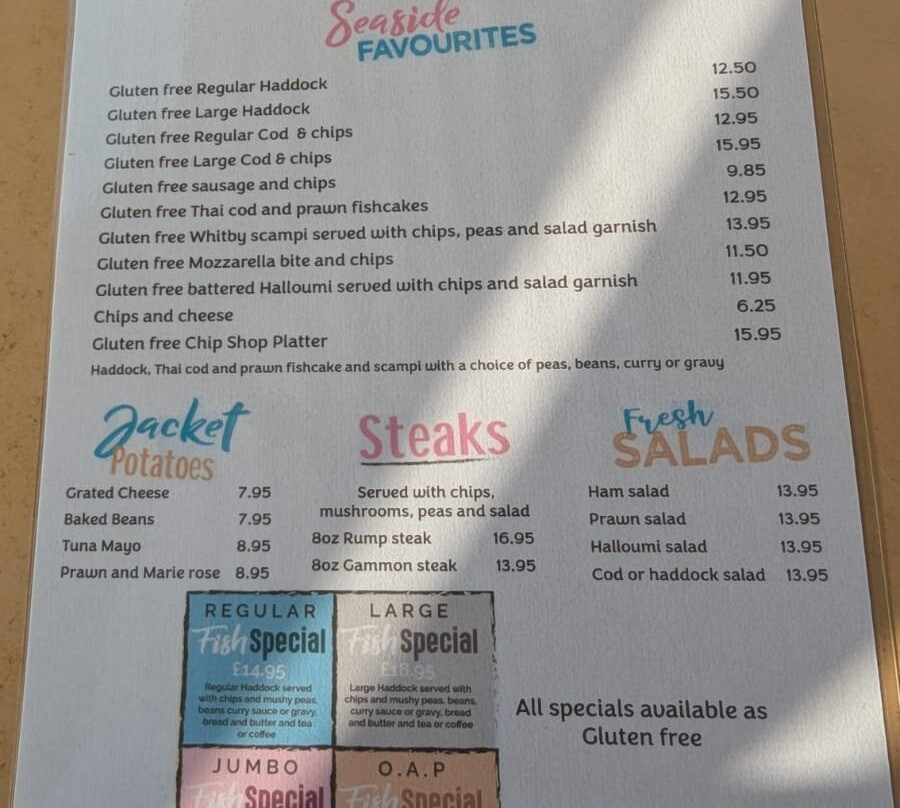 Seaside
FAVOURITES
Gluten free Regular Haddock 12.50
Gluten free Large Haddock 15.50
Gluten free Regular Cod & chips 12.95
Gluten free Large Cod & chips 15.95
Gluten free sausage and chips 9.85
Gluten free Thai cod and prawn fishcakes 12.95
Gluten free Whitby scampi served with chips, peas and salad garnish 13.95
Gluten free Mozzarella bite and chips 11.50
Gluten free battered Halloumi served with chips and salad garnish 11.95
Chips and cheese 6.25
Gluten free Chip Shop Platter 15.95
Haddock, Thai cod and prawn fishcake and scampi with a choice of peas, beans, curry or gravy
Jacket
Potatoes
Grated Cheese 7.95
Baked Beans 7.95
Tuna Mayo 8.95
Prawn and Marie rose 8.95
Steaks
Served with chips,
mushrooms, peas and salad
8oz Rump steak 16.95
8oz Gammon steak 13.95
Fresh
SALADS
Ham salad 13.95
Prawn salad 13.95
Halloumi salad 13.95
Cod or haddock salad 13.95
REGULAR
Fish Special
£14.95
Regular Haddock served
with chips and mushy peas,
beans curry sauce or gravy,
bread and butter and tea
or coffee
LARGE
Fish Special
£18.95
Large Haddock served with
chips and mushy peas, beans,
curry sauce or gravy, bread
and butter and tea or coffee
JUMBO
Fish Special
O.A.P
Fish Special
All specials available as
Gluten free